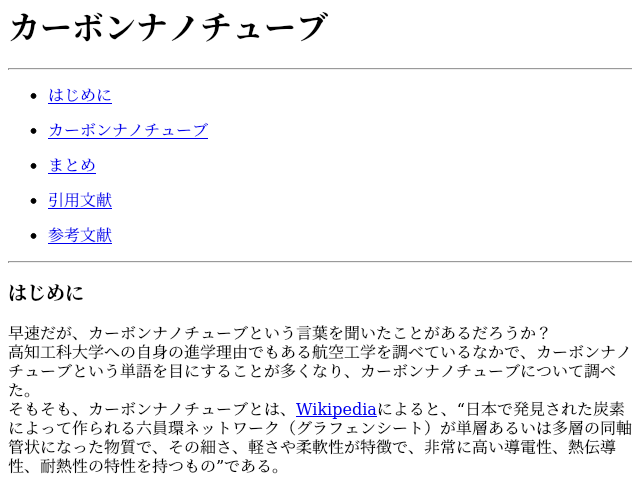 カーボンナノチューブ
はじめに
カーボンナノチューブ
まとめ
引用文献
参考文献
はじめに
早速だが、カーボンナノチューブという言葉を聞いたことがあるだろうか？
高知工科大学への自身の進学理由でもある航空工学を調べているなかで、カーボンナノ
チューブという単語を目にすることが多くなり、カーボンナノチューブについて調べ
た。
そもそも、カーボンナノチューブとは、Wikipediaによると、“日本で発見された炭素
によって作られる六員環ネットワーク（グラフェンシート）が単層あるいは多層の同軸
管状になった物質で、その細さ、軽さや柔軟性が特徴で、非常に高い導電性、熱伝導
性、耐熱性の特性を持つもの”である。